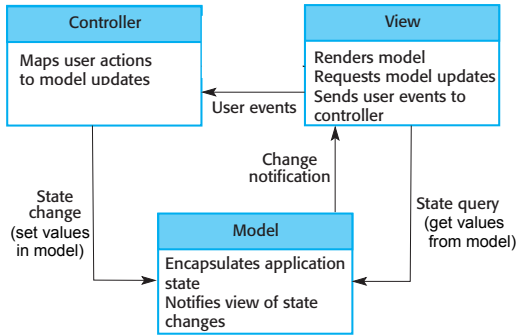 Controller
Maps user actions
to model updates
View
Renders model
Requests model updates
Sends user events to
controller
User events
Change
notification
State
change
(set values
in model)
State query
(get values
from model)
Model
Encapsulates application
state
Notifies view of state
changes